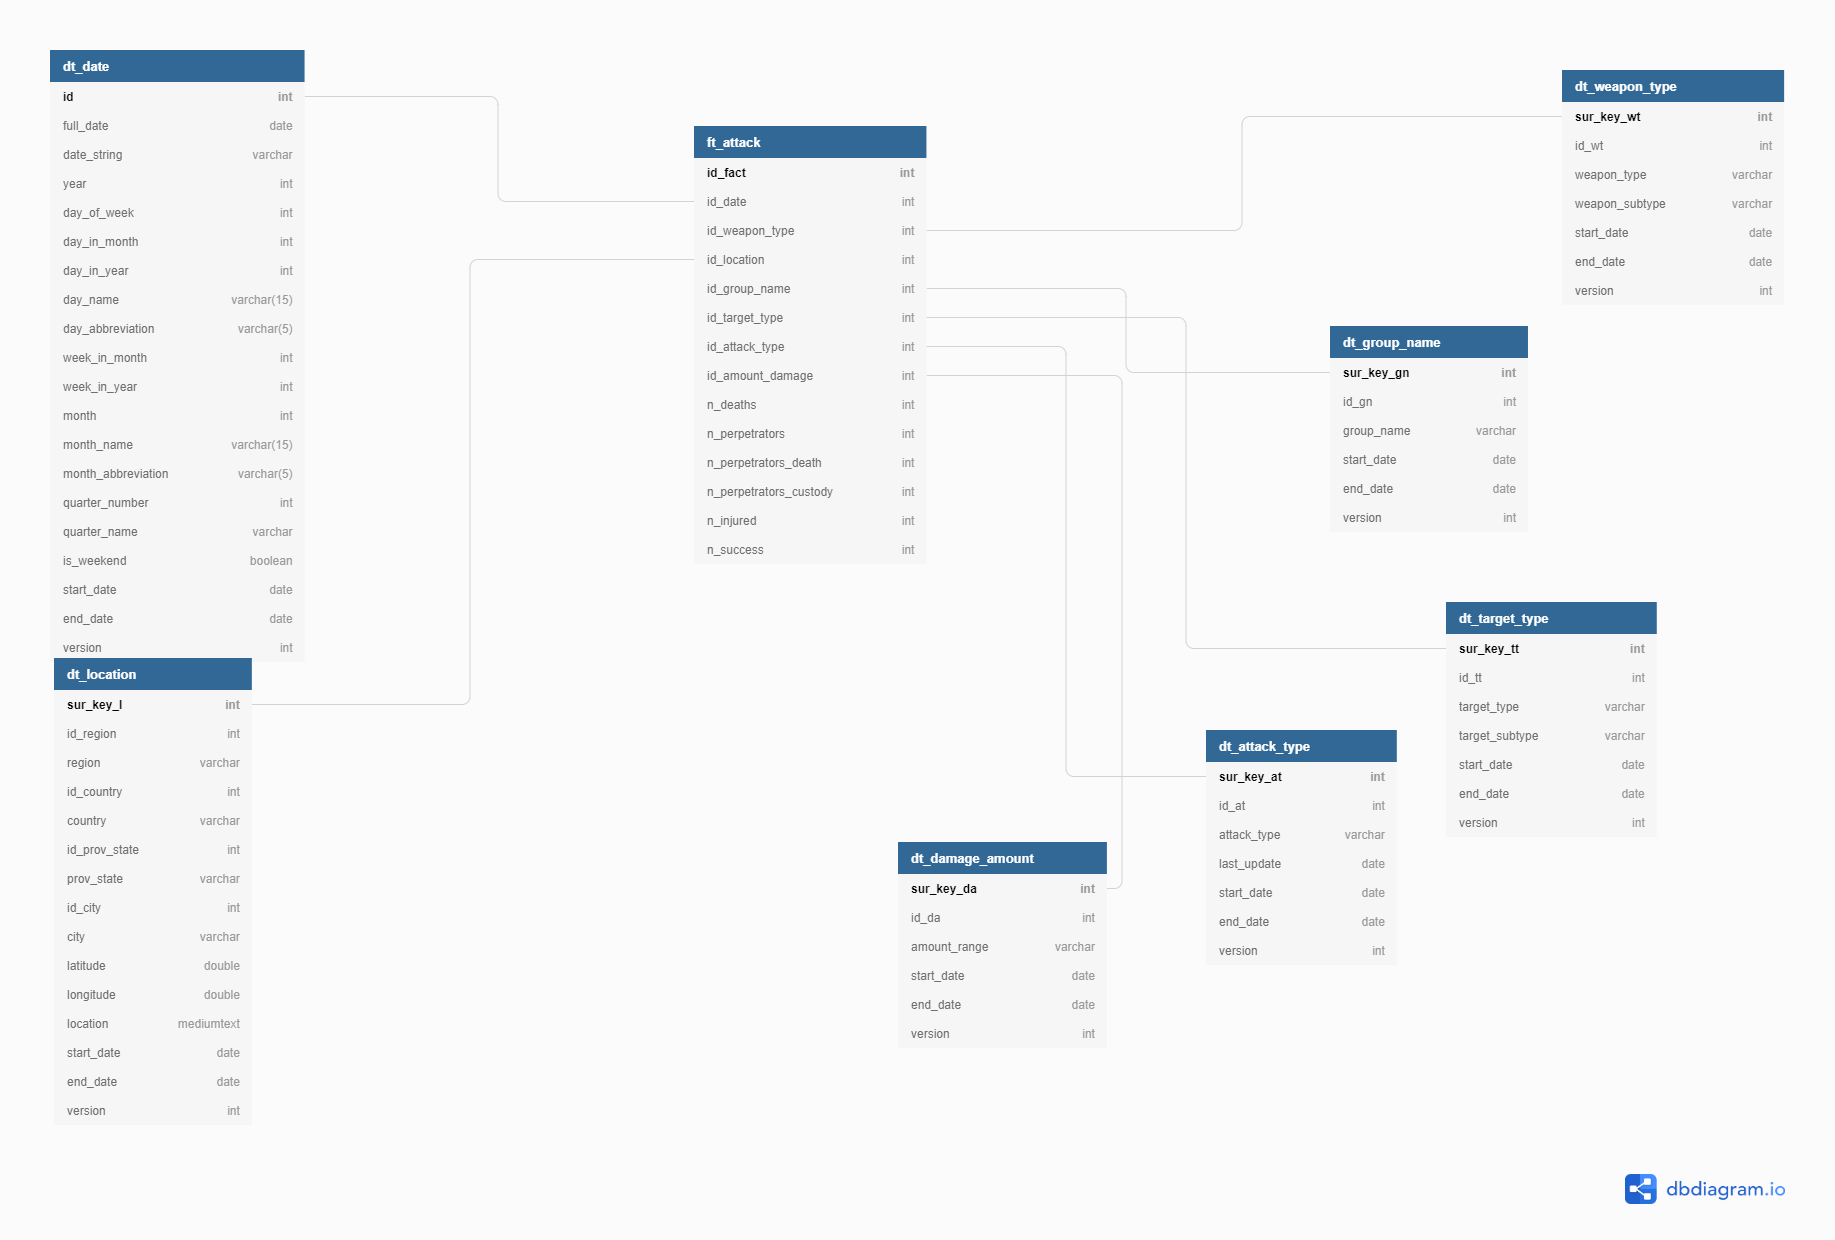 dt_date
id int
full_date date
date_string varchar
year int
day_of_week int
day_in_month int
day_in_year int
day_name varchar(15)
day_abbreviation varchar(5)
week_in_month int
week_in_year int
month int
month_name varchar(15)
month_abbreviation varchar(5)
quarter_number int
quarter_name varchar
is_weekend boolean
start_date date
end_date date
version int
dt_location
sur_key_l int
id_region int
region varchar
id_country int
country varchar
id_prov_state int
prov_state varchar
id_city int
city varchar
latitude double
longitude double
location mediumtext
start_date date
end_date date
version int
ft_attack
id_fact int
id_date int
id_weapon_type int
id_location int
id_group_name int
id_target_type int
id_attack_type int
id_amount_damage int
n_deaths int
n_perpetrators int
n_perpetrators_death int
n_perpetrators_custody int
n_injured int
n_success int
dt_weapon_type
sur_key_wt int
id_wt int
weapon_type varchar
weapon_subtype varchar
start_date date
end_date date
version int
dt_group_name
sur_key_gn int
id_gn int
group_name varchar
start_date date
end_date date
version int
dt_target_type
sur_key_tt int
id_tt int
target_type varchar
target_subtype varchar
start_date date
end_date date
version int
dt_attack_type
sur_key_at int
id_at int
attack_type varchar
last_update date
start_date date
end_date date
version int
dt_damage_amount
sur_key_da int
id_da int
amount_range varchar
start_date date
end_date date
version int
dbdiagram.io